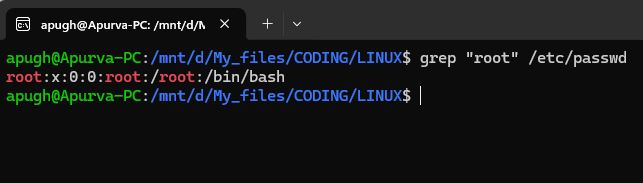 apugh@Apurva-PC: /mnt/d/M
apugh@Apurva-PC:/mnt/d/My_files/CODING/LINUX$ grep "root" /etc/passwd
root:x:0:0:root:/root:/bin/bash
apugh@Apurva-PC:/mnt/d/My_files/CODING/LINUX$